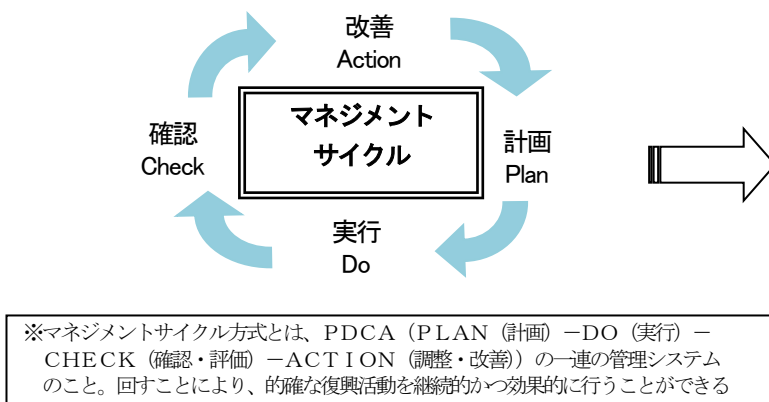 改善
Action
マネジメント
サイクル
確認
Check
計画
Plan
実行
Do
※マネジメントサイクル方式とは、PDCA(PLAN(計画)-DO(実行)-
CHECK(確認・評価)-ACTION(調整・改善))の一連の管理システム
のこと。回すことにより、的確な復興活動を継続的かつ効果的に行うことができる